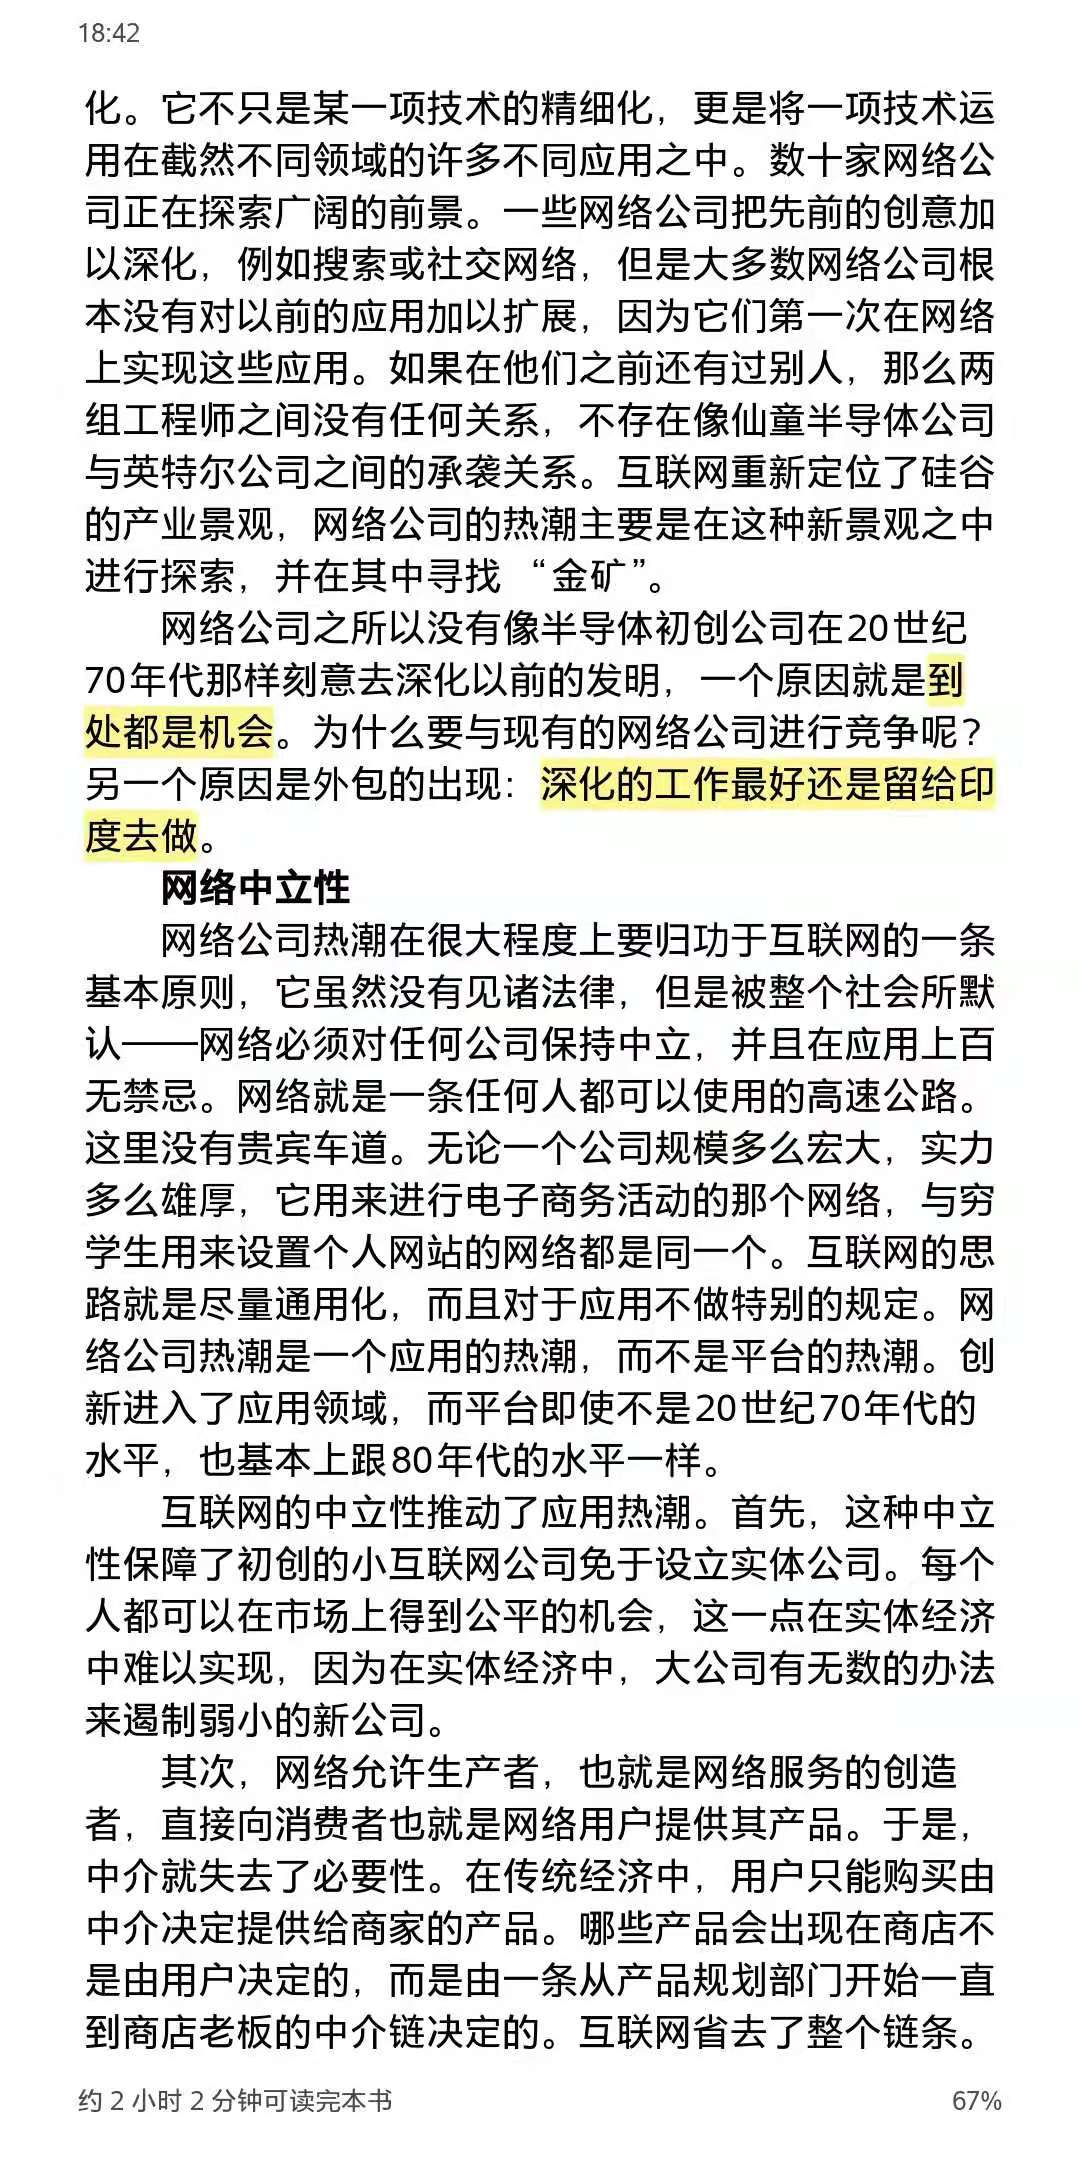 18:42
化。它不只是某一项技术的精细化，更是将一项技术运
用在截然不同领域的许多不同应用之中。数十家网络公
司正在探索广阔的前景。一些网络公司把先前的创意加
以深化，例如搜索或社交网络，但是大多数网络公司根
本没有对以前的应用加以扩展，因为它们第一次在网络
上实现这些应用。如果在他们之前还有过别人，那么两
组工程师之间没有任何关系，不存在像仙童半导体公司
与英特尔公司之间的承袭关系。互联网重新定位了硅谷
的产业景观，网络公司的热潮主要是在这种新景观之中
进行探索，并在其中寻找“金矿”。
网络公司之所以没有像半导体初创公司在20世纪
70年代那样刻意去深化以前的发明，一个原因就是到
处都是机会。为什么要与现有的网络公司进行竞争呢？
另一个原因是外包的出现：深化的工作最好还是留给印
度去做。
网络中立性
网络公司热潮在很大程度上要归功于互联网的一条
基本原则，它虽然没有见诸法律，但是被整个社会所默
认——网络必须对任何公司保持中立，并且在应用上百
无禁忌。网络就是一条任何人都可以使用的高速公路。
这里没有贵宾车道。无论一个公司规模多么宏大，实力
多么雄厚，它用来进行电子商务活动的那个网络，与穷
学生用来设置个人网站的网络都是同一个。互联网的思
路就是尽量通用化，而且对于应用不做特别的规定。网
络公司热潮是一个应用的热潮，而不是平台的热潮。创
新进入了应用领域，而平台即使不是20世纪70年代的
水平，也基本上跟80年代的水平一样。
互联网的中立性推动了应用热潮。首先，这种中立
性保障了初创的小互联网公司免于设立实体公司。每个
人都可以在市场上得到公平的机会，这一点在实体经济
中难以实现，因为在实体经济中，大公司有无数的办法
来遏制弱小的新公司。
其次，网络允许生产者，也就是网络服务的创造
者，直接向消费者也就是网络用户提供其产品。于是，
中介就失去了必要性。在传统经济中，用户只能购买由
中介决定提供给商家的产品。哪些产品会出现在商店不
是由用户决定的，而是由一条从产品规划部门开始一直
到商店老板的中介链决定的。互联网省去了整个链条。
约 2 小时 2 分钟可读完本书
67%